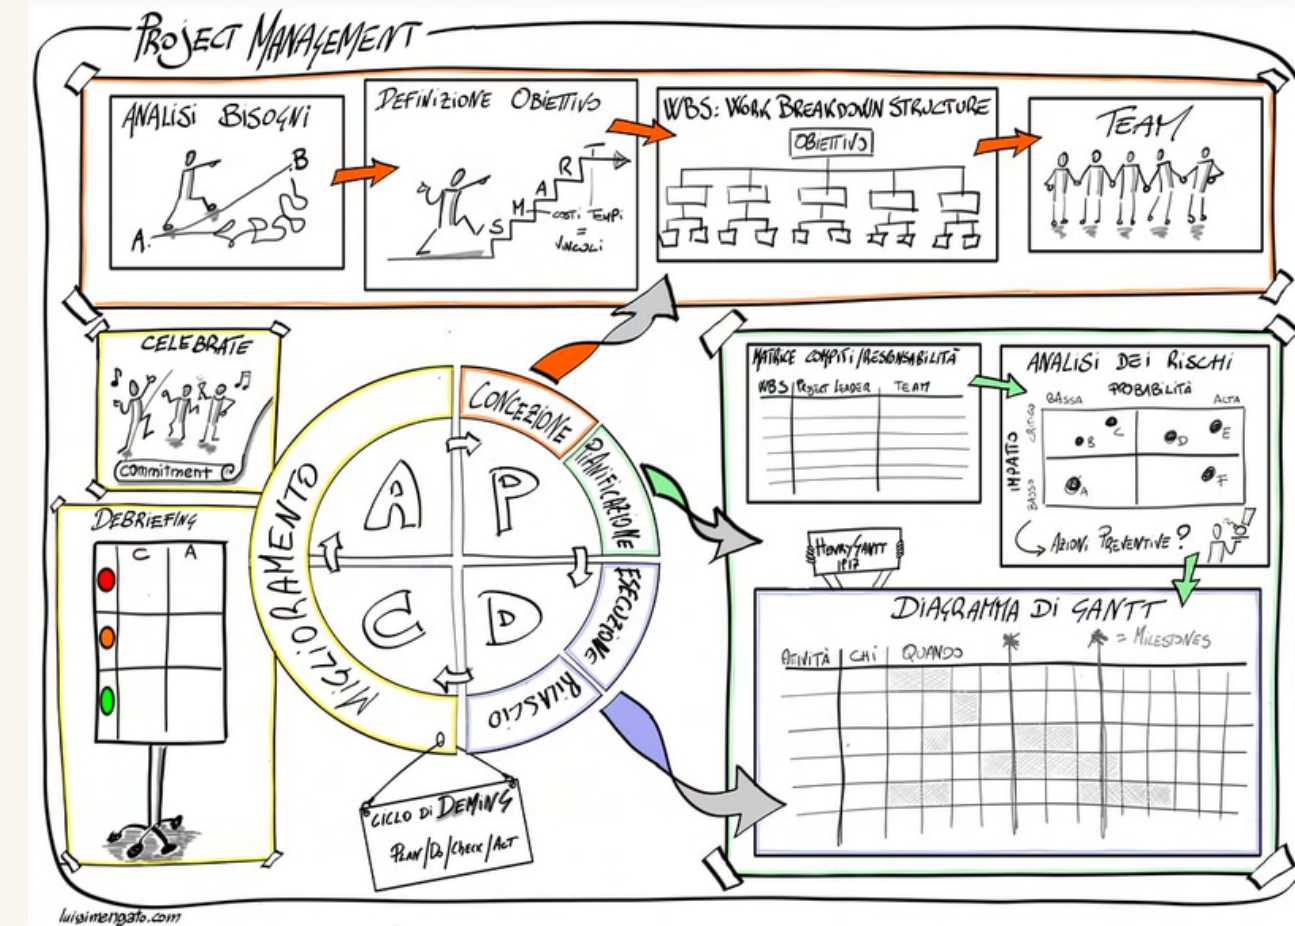 PROJECT MANAGEMENT
ANALISI BISOGNI
A.
B
DEFINIZIONE OBIETTIVO
S
M
A
R
T
COSTI TEMPI
=
VINCOLI
WBS: WORK BREAKDOWN STRUCTURE
OBIETTIVO
TEAM
CELEBRATE
commitment
DEBRIEFING
C A
CONCEZIONE
PIANIFICAZIONE
ESECUZIONE
RILASCIO
MIGLIORAMENTO
A P
C D
CICLO DI DEMING
PLAN/DO/CHECK/ACT
MATRICE COMPITI/RESPONSABILITÀ
WBS PROJECT LEADER TEAM
ANALISI DEI RISCHI
PROBABILITÀ
BASSA ALTA
IMPATTO
CRITICO
BASSO
B
C
D
E
A
F
AZIONI PREVENTIVE?
HENRY GANTT
1917
DIAGRAMMA DI GANTT
= MILESTONES
ATIVITÀ CHI QUANDO
luigimengato.com